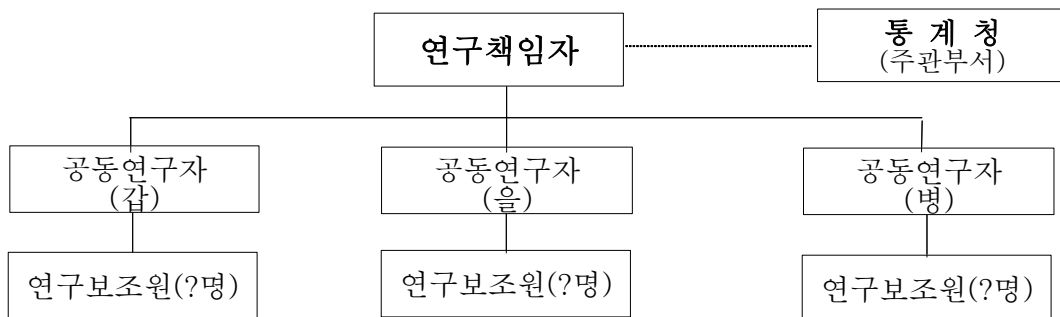 연구책임자
통 계 청
(주관부서)
공동연구자
(갑)
공동연구자
(을)
공동연구자
(병)
연구보조원(?명)
연구보조원(?명)
연구보조원(?명)